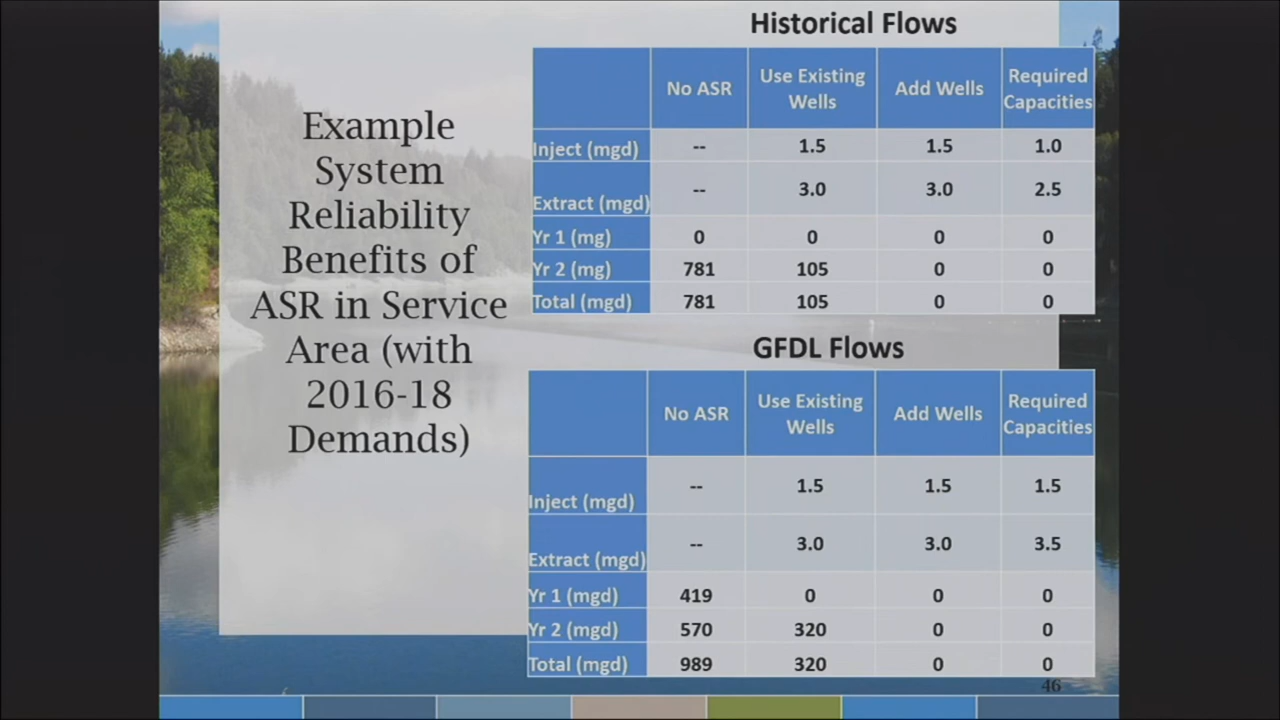 Example
System
Reliability
Benefits of
ASR in Service
Area (with
2016-18
Demands)
Historical Flows
No ASR Use Existing Wells Add Wells Required Capacities
Inject (mgd) -- 1.5 1.5 1.0
Extract (mgd) -- 3.0 3.0 2.5
Yr 1 (mg) 0 0 0 0
Yr 2 (mg) 781 105 0 0
Total (mgd) 781 105 0 0
GFDL Flows
No ASR Use Existing Wells Add Wells Required Capacities
Inject (mgd) -- 1.5 1.5 1.5
Extract (mgd) -- 3.0 3.0 3.5
Yr 1 (mgd) 419 0 0 0
Yr 2 (mgd) 570 320 0 0
Total (mgd) 989 320 0 0
46